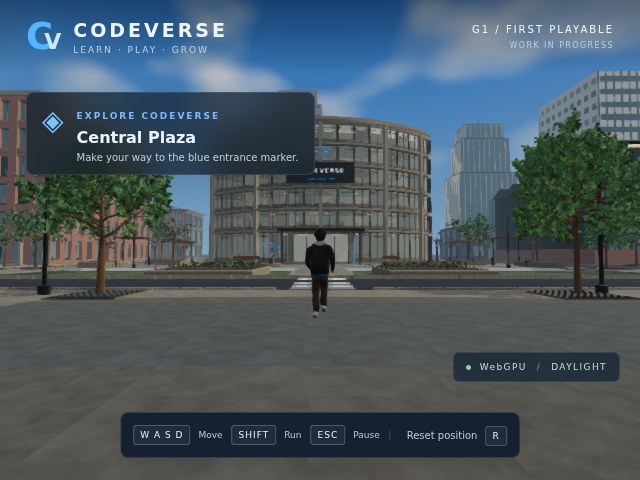 Cv CODEVERSE
LEARN · PLAY · GROW
G1 / FIRST PLAYABLE
WORK IN PROGRESS
EXPLORE CODEVERSE
Central Plaza
Make your way to the blue entrance marker.
WebGPU / DAYLIGHT
W A S D Move SHIFT Run ESC Pause | Reset position R